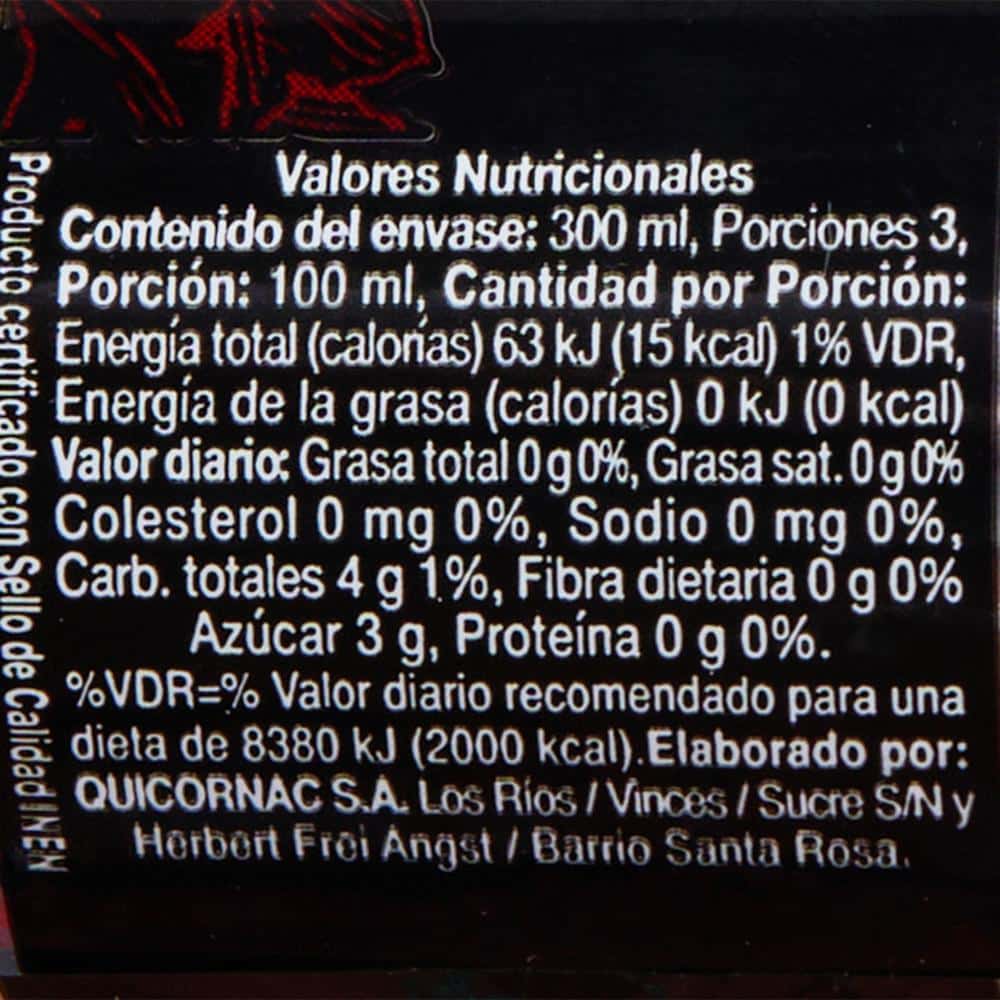 Valores Nutricionales
Contenido del envase: 300 ml, Porciones 3,
Porción: 100 ml, Cantidad por Porción:
Energía total (calorías) 63 kJ (15 kcal) 1% VDR,
Energía de la grasa (calorías) 0 kJ (0 kcal)
Valor diario: Grasa total 0 g 0%, Grasa sat. 0 g 0%
Colesterol 0 mg 0%, Sodio 0 mg 0%,
Carb. totales 4 g 1%, Fibra dietaria 0 g 0%
Azúcar 3 g, Proteína 0 g 0%.
%VDR=% Valor diario recomendado para una
dieta de 8380 kJ (2000 kcal). Elaborado por:
QUICORNAC S.A. Los Ríos / Vinces / Sucre S/N y
Herbert Frei Angst / Barrio Santa Rosa.
Producto certificado con Sello de Calidad INEN